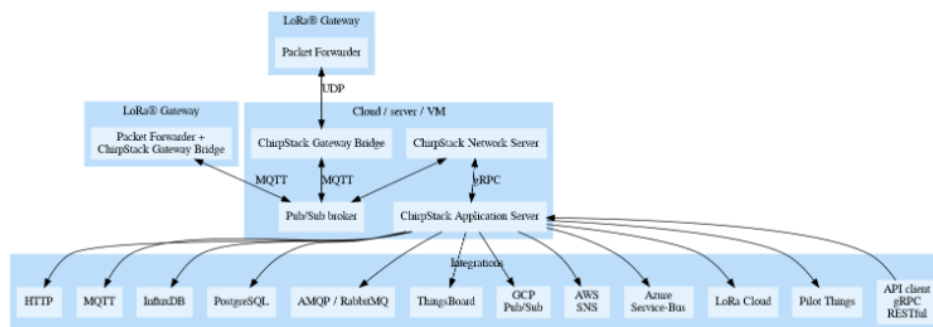 LoRa® Gateway
Packet Forwarder
UDP
LoRa® Gateway
Packet Forwarder +
ChirpStack Gateway Bridge
Cloud / server / VM
ChirpStack Gateway Bridge
ChirpStack Network Server
MQTT
MQTT
gRPC
Pub/Sub broker
ChirpStack Application Server
Integrations
HTTP
MQTT
InfluxDB
PostgreSQL
AMQP / RabbitMQ
ThingsBoard
GCP
Pub/Sub
AWS
SNS
Azure
Service-Bus
LoRa Cloud
Pilot Things
API client
gRPC
RESTful